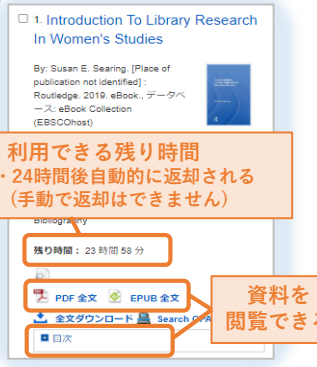 1. Introduction To Library Research
In Women's Studies
By: Susan E. Searing. [Place of
publication not identified] :
Routledge. 2019. eBook., データベ
ース: eBook Collection
(EBSCOhost)
利用できる残り時間
・24時間後自動的に返却される
（手動で返却はできません）
Bibliography
残り時間： 23 時間 58 分
PDF 全文 EPUB 全文
資料を
閲覧できる
全文ダウンロード Search OPA
目次